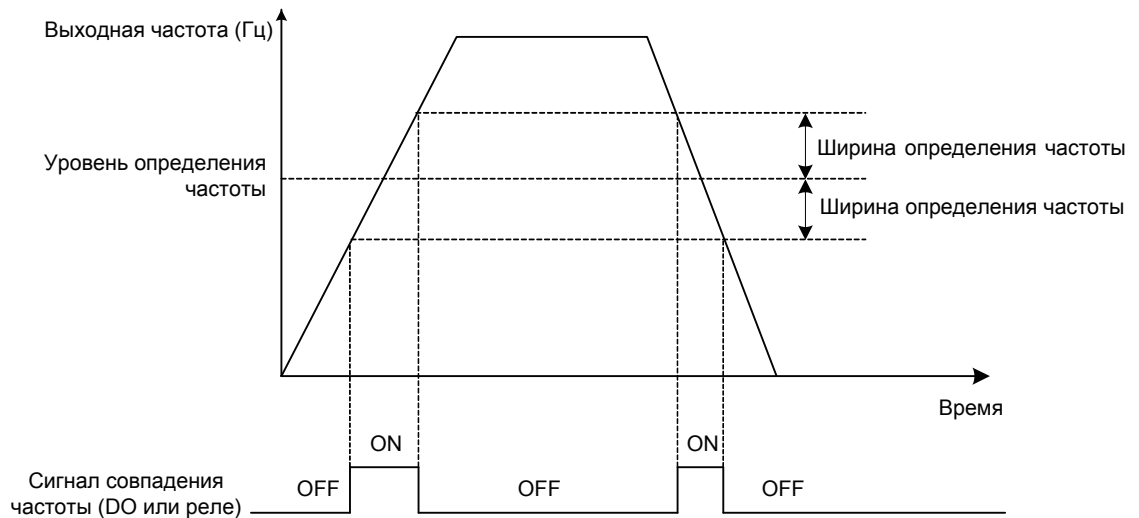 Выходная частота (Гц)
Уровень определения
частоты
Ширина определения частоты
Ширина определения частоты
Время
ON
ON
Сигнал совпадения
частоты (DO или реле)
OFF
OFF
OFF